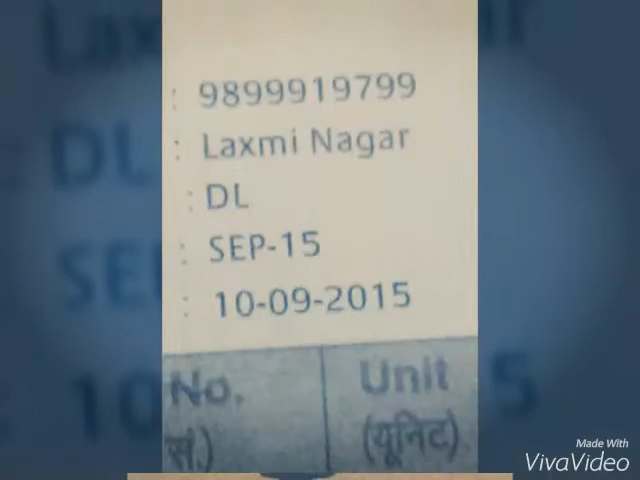 : 9899919799
: Laxmi Nagar
: DL
: SEP-15
: 10-09-2015
No. Unit
सं.) (यूनिट)
Made With
VivaVideo